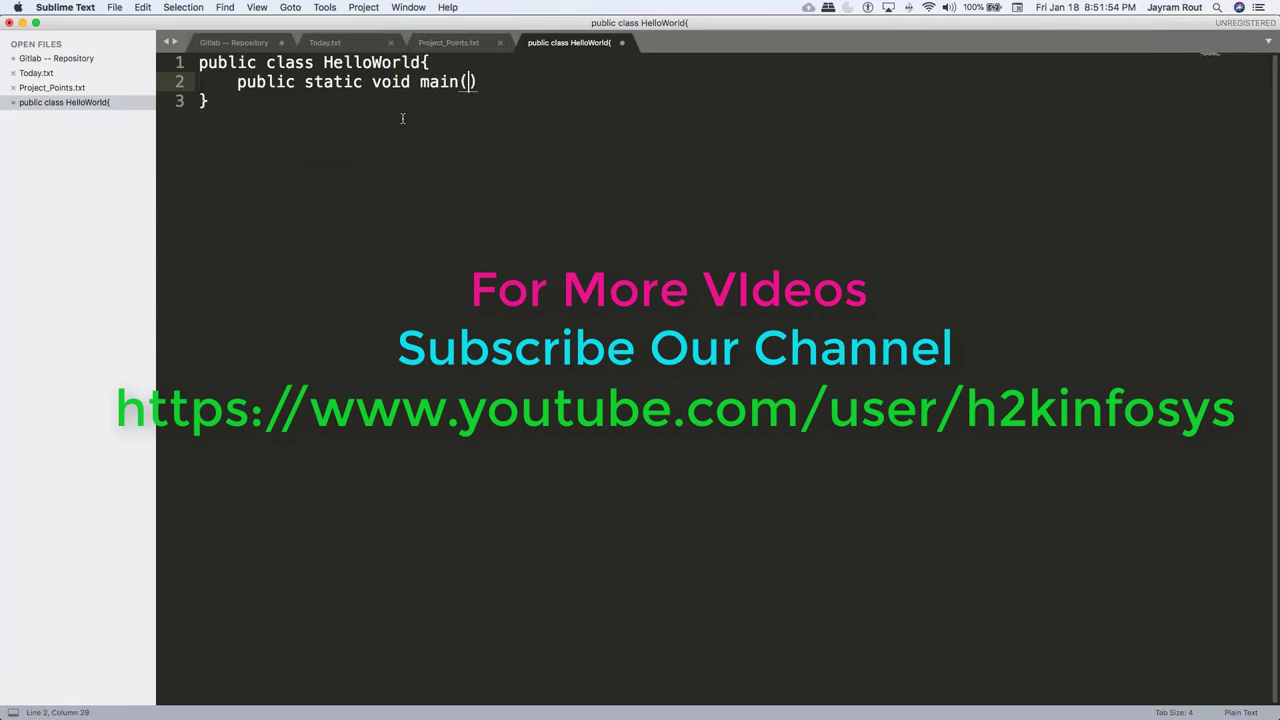 Sublime Text File Edit Selection Find View Goto Tools Project Window Help 100% Fri Jan 18 8:51:54 PM Jayram Rout
public class HelloWorld{ UNREGISTERED
OPEN FILES
Gitlab -- Repository
Today.txt
Project_Points.txt
public class HelloWorld{
Gitlab -- Repository Today.txt Project_Points.txt public class HelloWorld{
1 public class HelloWorld{
2 public static void main()
3 }
For More VIdeos
Subscribe Our Channel
https://www.youtube.com/user/h2kinfosys
Line 2, Column 29 Tab Size: 4 Plain Text